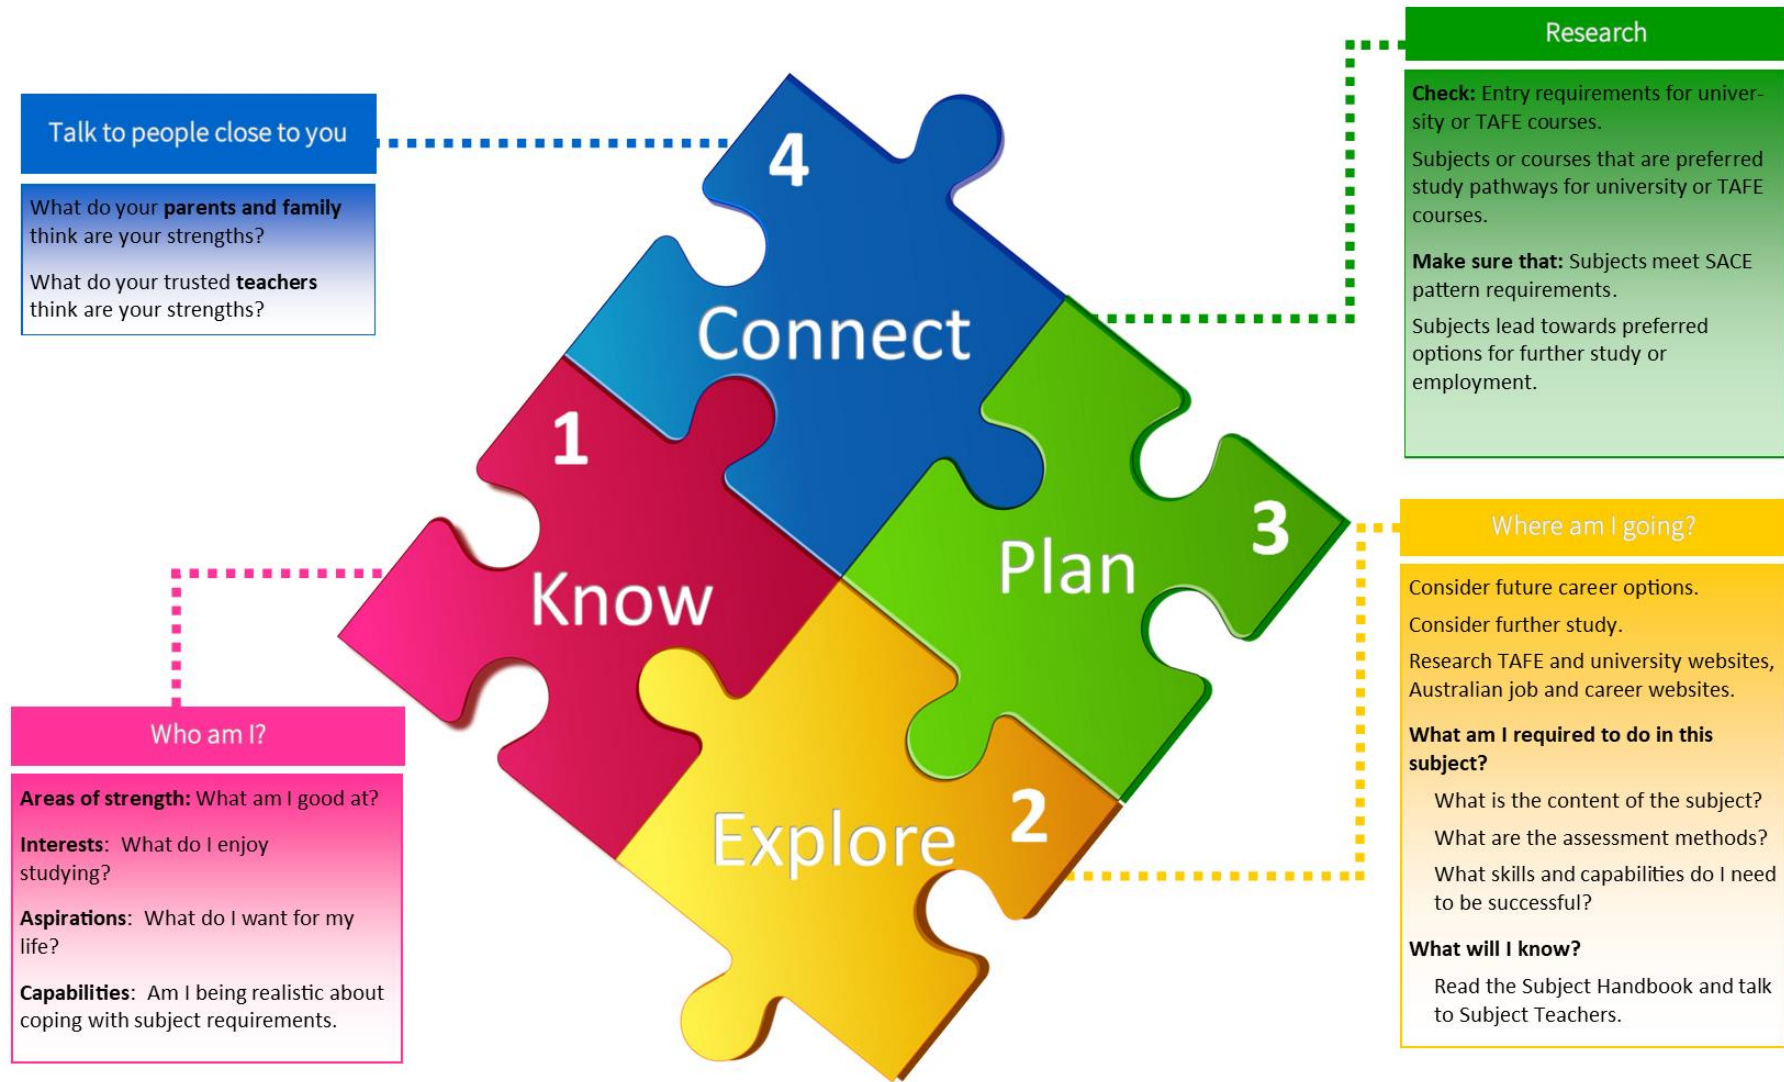 Talk to people close to you
What do your parents and family
think are your strengths?
What do your trusted teachers
think are your strengths?
4
Connect
Research
Check: Entry requirements for univer-
sity or TAFE courses.
Subjects or courses that are preferred
study pathways for university or TAFE
courses.
Make sure that: Subjects meet SACE
pattern requirements.
Subjects lead towards preferred
options for further study or
employment.
1
Know
3
Plan
2
Explore
Who am I?
Areas of strength: What am I good at?
Interests:  What do I enjoy
studying?
Aspirations:  What do I want for my
life?
Capabilities:  Am I being realistic about
coping with subject requirements.
Where am I going?
Consider future career options.
Consider further study.
Research TAFE and university websites,
Australian job and career websites.
What am I required to do in this
subject?
What is the content of the subject?
What are the assessment methods?
What skills and capabilities do I need
to be successful?
What will I know?
Read the Subject Handbook and talk
to Subject Teachers.